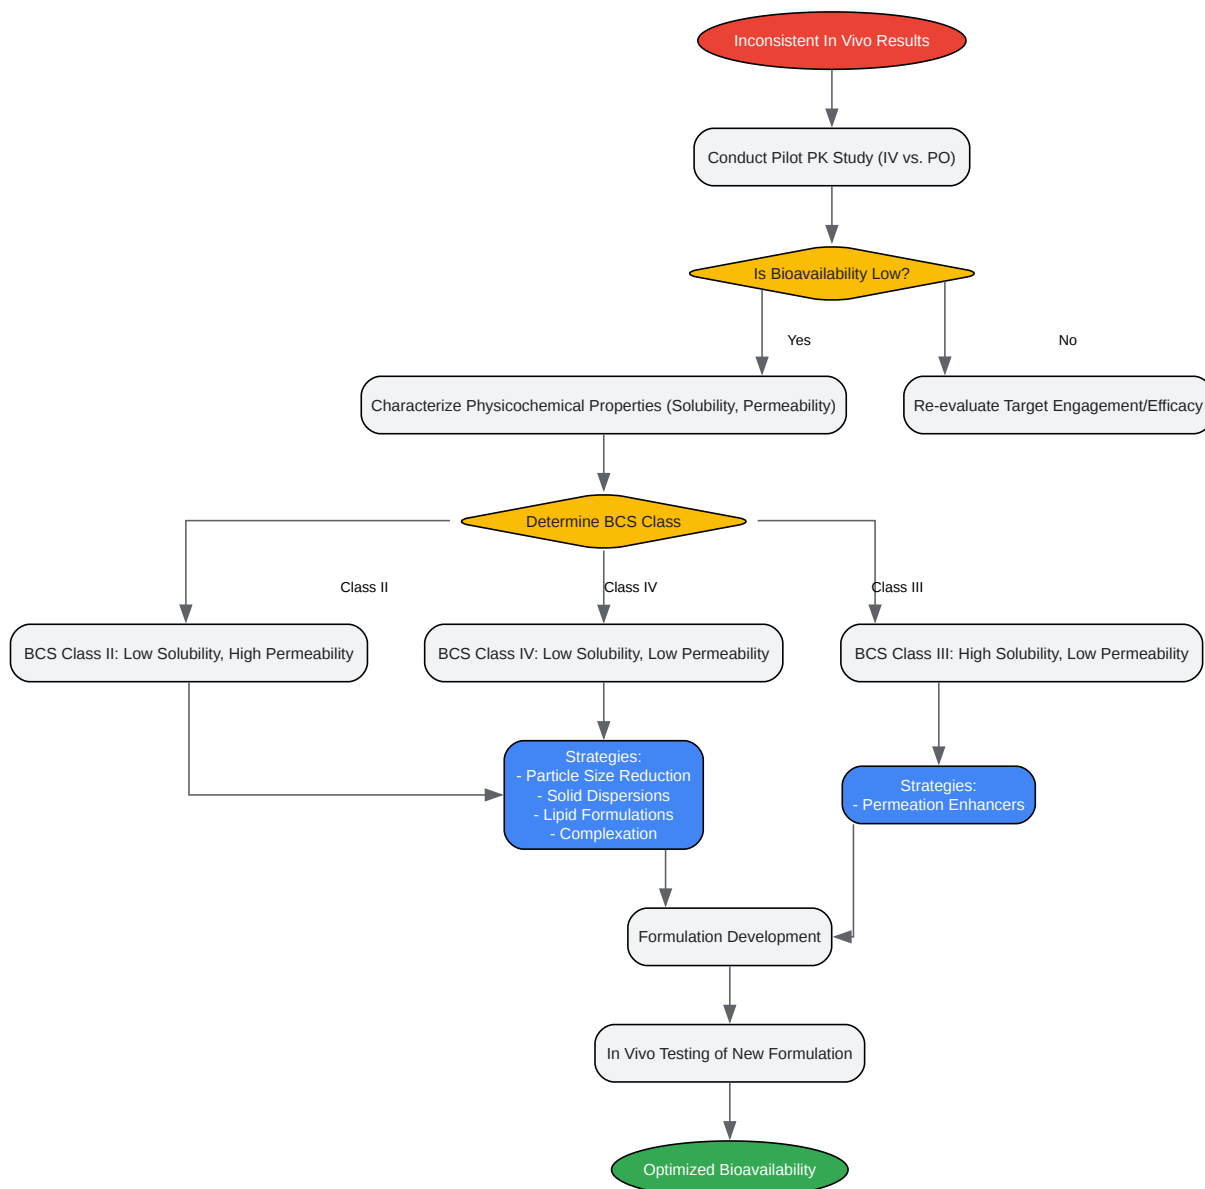 Inconsistent In Vivo Results
Conduct Pilot PK Study (IV vs. PO)
Is Bioavailability Low?
Yes
No
Characterize Physicochemical Properties (Solubility, Permeability)
Re-evaluate Target Engagement/Efficacy
Determine BCS Class
Class II
Class IV
Class III
BCS Class II: Low Solubility, High Permeability
BCS Class IV: Low Solubility, Low Permeability
BCS Class III: High Solubility, Low Permeability
Strategies:
- Particle Size Reduction
- Solid Dispersions
- Lipid Formulations
- Complexation
Strategies:
- Permeation Enhancers
Formulation Development
In Vivo Testing of New Formulation
Optimized Bioavailability